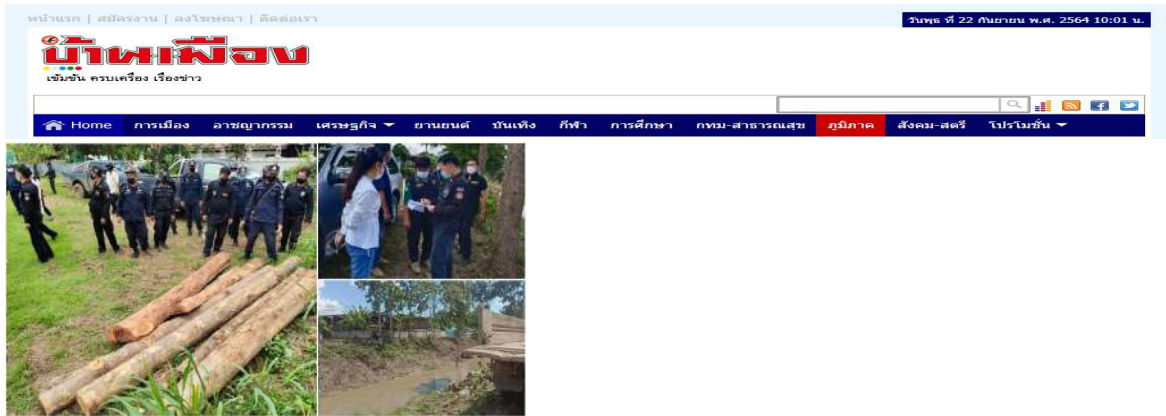 หน้าแรก | สมัครงาน | ลงโฆษณา | ติดต่อเรา
วันพุธ ที่ 22 กันยายน พ.ศ. 2564 10:01 น.
บ้านเมือง
เข้มข้น ครบเครื่อง เรื่องข่าว
Home การเมือง อาชญากรรม เศรษฐกิจ ยานยนต์ บันเทิง กีฬา การศึกษา กทม-สาธารณสุข ภูมิภาค สังคม-สตรี โปรโมชั่น